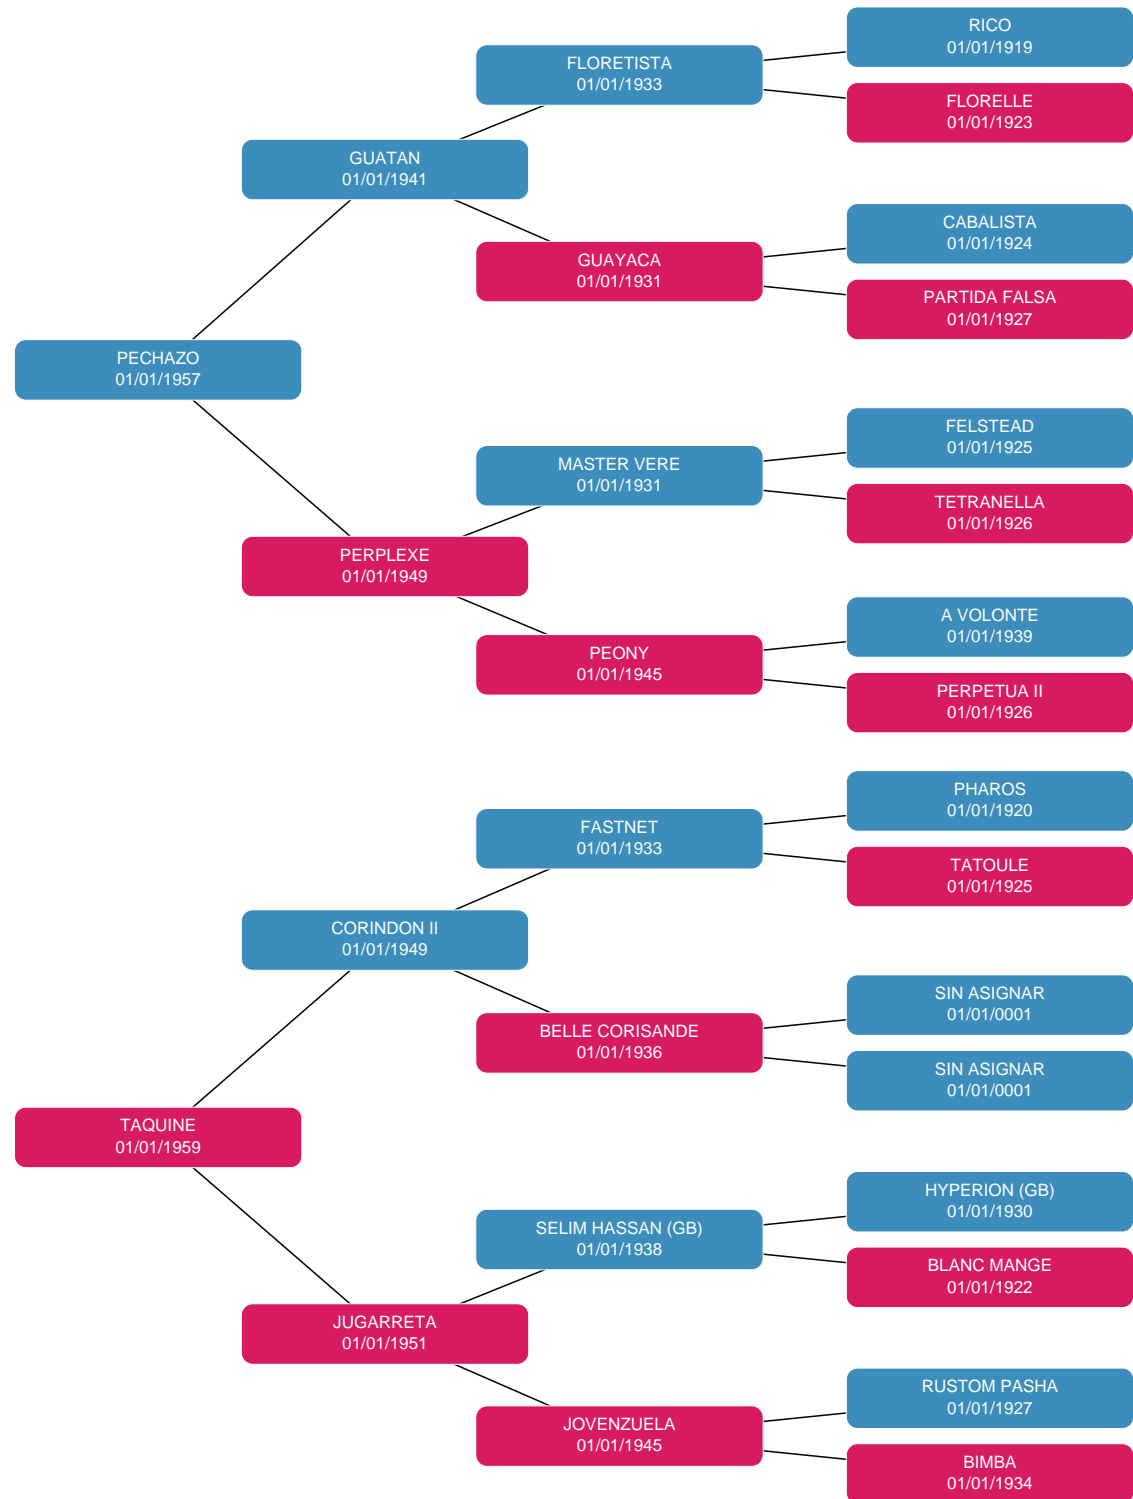 RICO
01/01/1919
FLORETISTA
01/01/1933
FLORELLE
01/01/1923
GUATAN
01/01/1941
CABALISTA
01/01/1924
GUAYACA
01/01/1931
PARTIDA FALSA
01/01/1927
PECHAZO
01/01/1957
FELSTEAD
01/01/1925
MASTER VERE
01/01/1931
TETRANELLA
01/01/1926
PERPLEXE
01/01/1949
A VOLONTE
01/01/1939
PEONY
01/01/1945
PERPETUA II
01/01/1926
PHAROS
01/01/1920
FASTNET
01/01/1933
TATOULE
01/01/1925
CORINDON II
01/01/1949
SIN ASIGNAR
01/01/0001
BELLE CORISANDE
01/01/1936
SIN ASIGNAR
01/01/0001
TAQUINE
01/01/1959
HYPERION (GB)
01/01/1930
SELIM HASSAN (GB)
01/01/1938
BLANC MANGE
01/01/1922
JUGARRETA
01/01/1951
RUSTOM PASHA
01/01/1927
JOVENZUELA
01/01/1945
BIMBA
01/01/1934